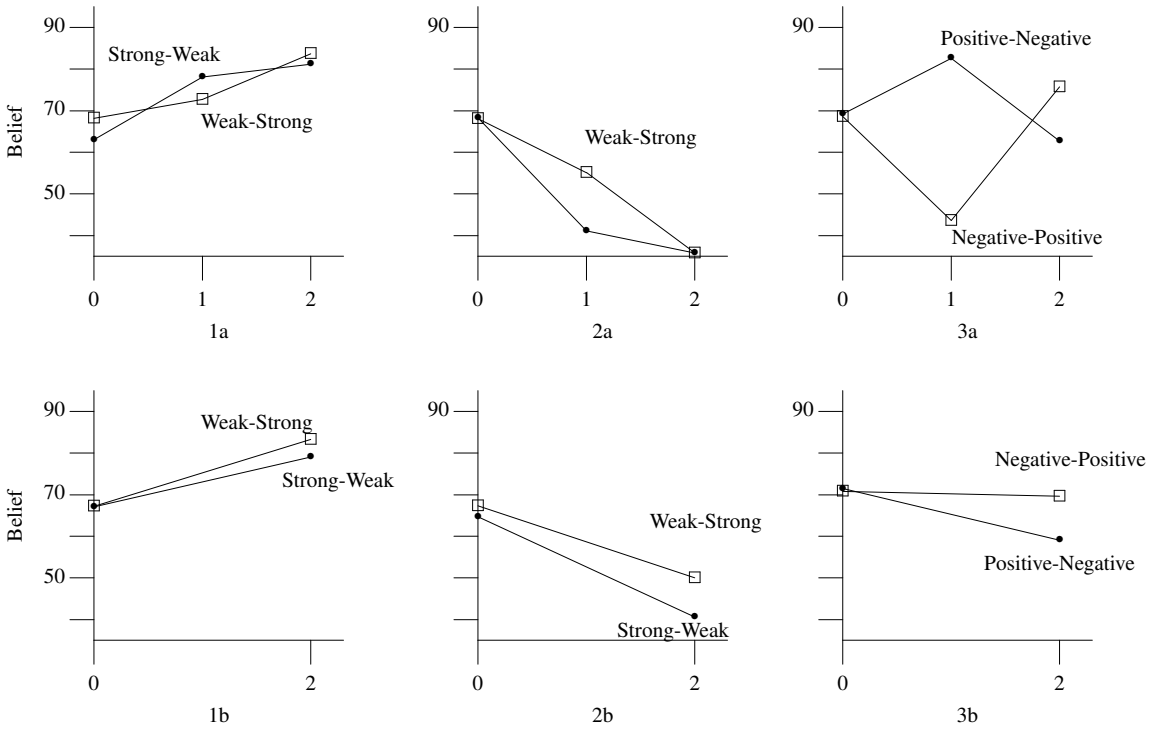 90
70
50
Belief
Strong-Weak
Weak-Strong
0 1 2
1a
90
Weak-Strong
0 1 2
2a
90
Positive-Negative
Negative-Positive
0 1 2
3a
90
70
50
Belief
Weak-Strong
Strong-Weak
0 2
1b
90
Weak-Strong
Strong-Weak
0 2
2b
90
Negative-Positive
Positive-Negative
0 2
3b